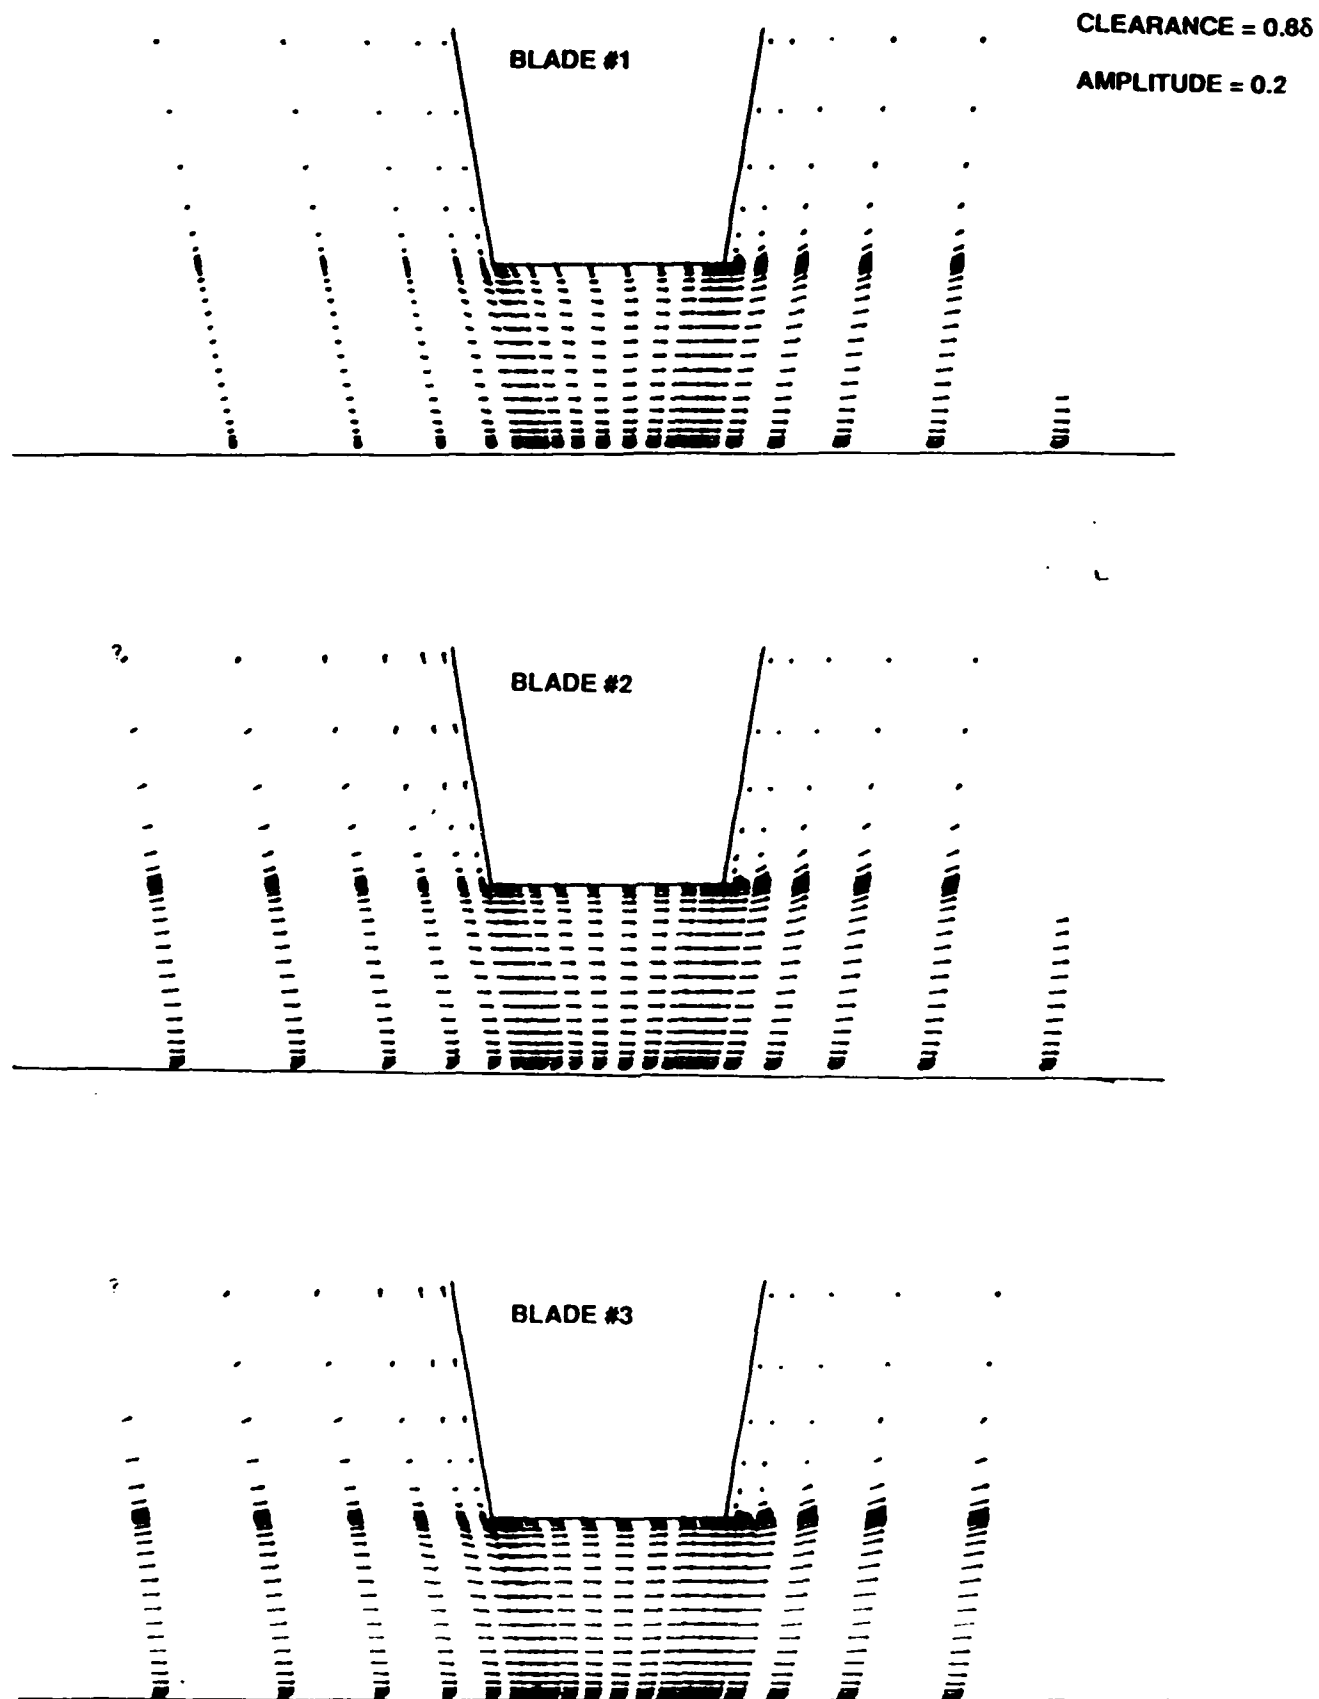 CLEARANCE = 0.8δ
AMPLITUDE = 0.2
BLADE #1
BLADE #2
BLADE #3